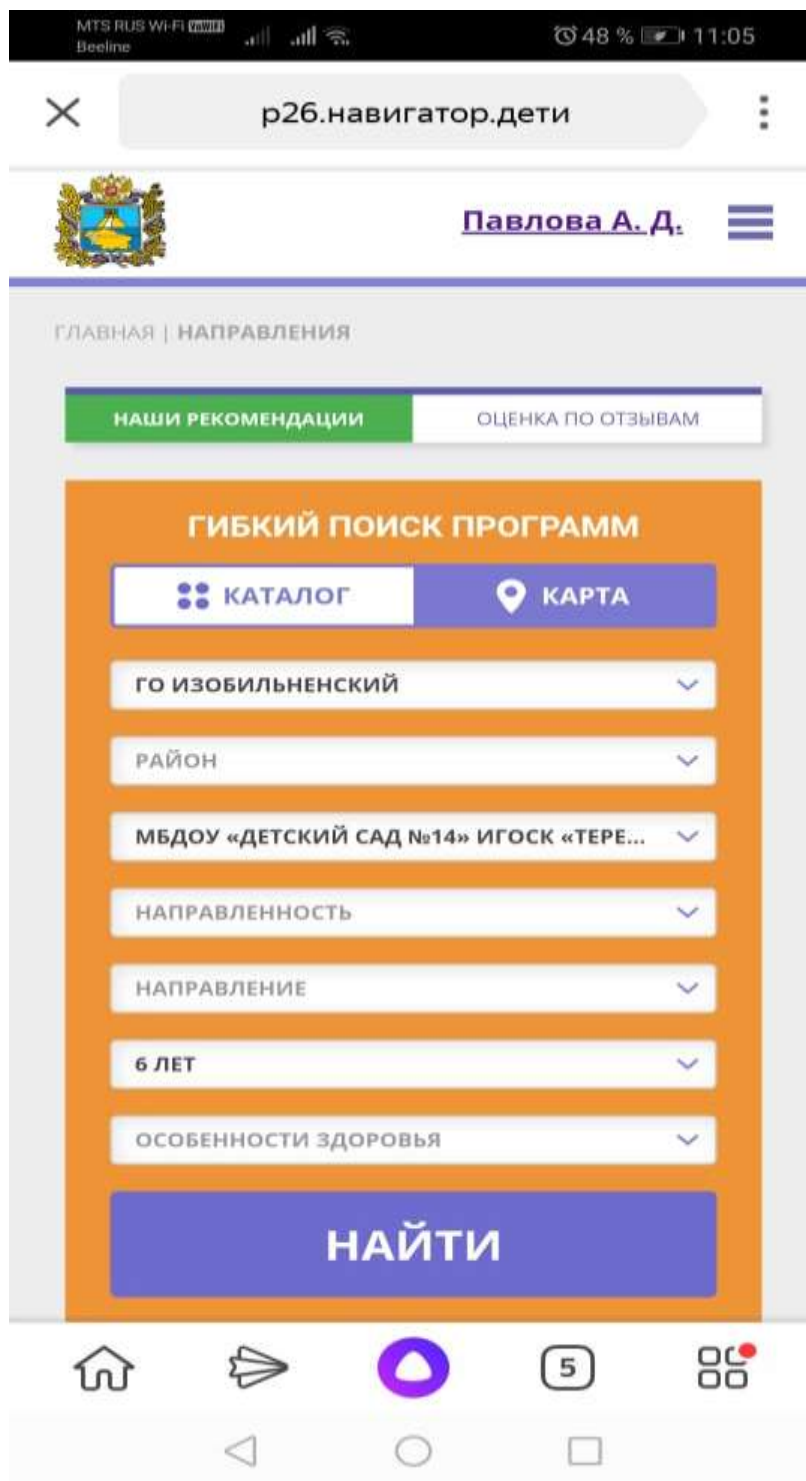 MTS RUS Wi-Fi VoWiFi
Beeline
48 % 11:05
р26.навигатор.дети
Павлова А. Д.
ГЛАВНАЯ | НАПРАВЛЕНИЯ
НАШИ РЕКОМЕНДАЦИИ ОЦЕНКА ПО ОТЗЫВАМ
ГИБКИЙ ПОИСК ПРОГРАММ
КАТАЛОГ КАРТА
ГО ИЗОБИЛЬНЕНСКИЙ
РАЙОН
МБДОУ «ДЕТСКИЙ САД №14» ИГОСК «ТЕРЕ...
НАПРАВЛЕННОСТЬ
НАПРАВЛЕНИЕ
6 ЛЕТ
ОСОБЕННОСТИ ЗДОРОВЬЯ
НАЙТИ
5